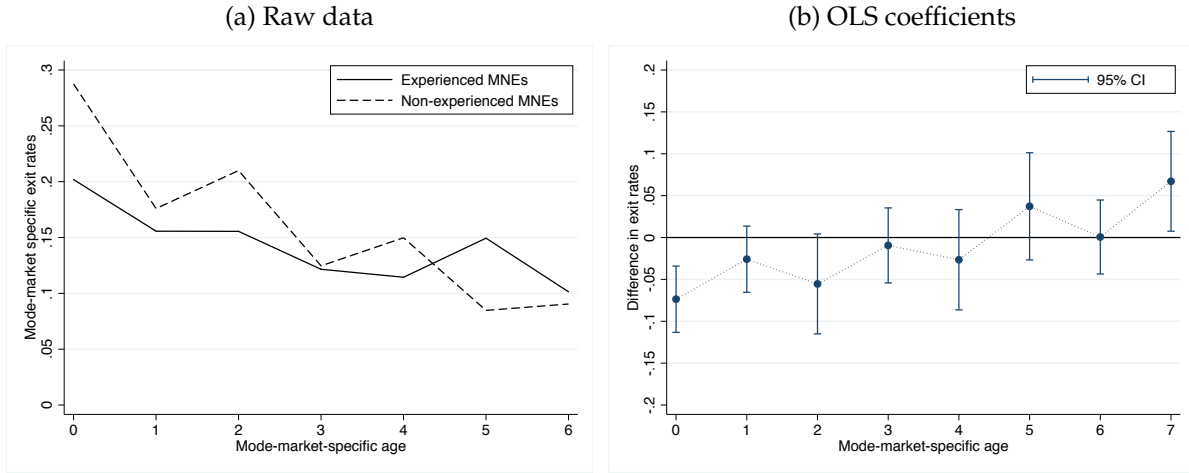 (a) Raw data
Mode-market specific exit rates
.3
.25
.2
.15
.1
.05
0
Experienced MNEs
Non-experienced MNEs
0 1 2 3 4 5 6
Mode-market-specific age
(b) OLS coefficients
Difference in exit rates
.2
.15
.1
.05
0
-.05
-.1
-.15
-.2
95% CI
0 1 2 3 4 5 6 7
Mode-market-specific age